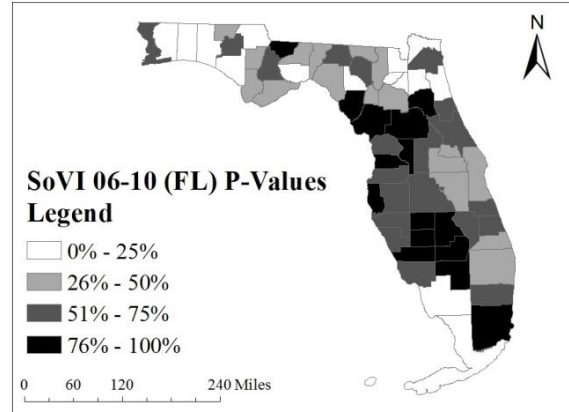 N
SoVI 06-10 (FL) P-Values
Legend
0% - 25%
26% - 50%
51% - 75%
76% - 100%
0 60 120 240 Miles